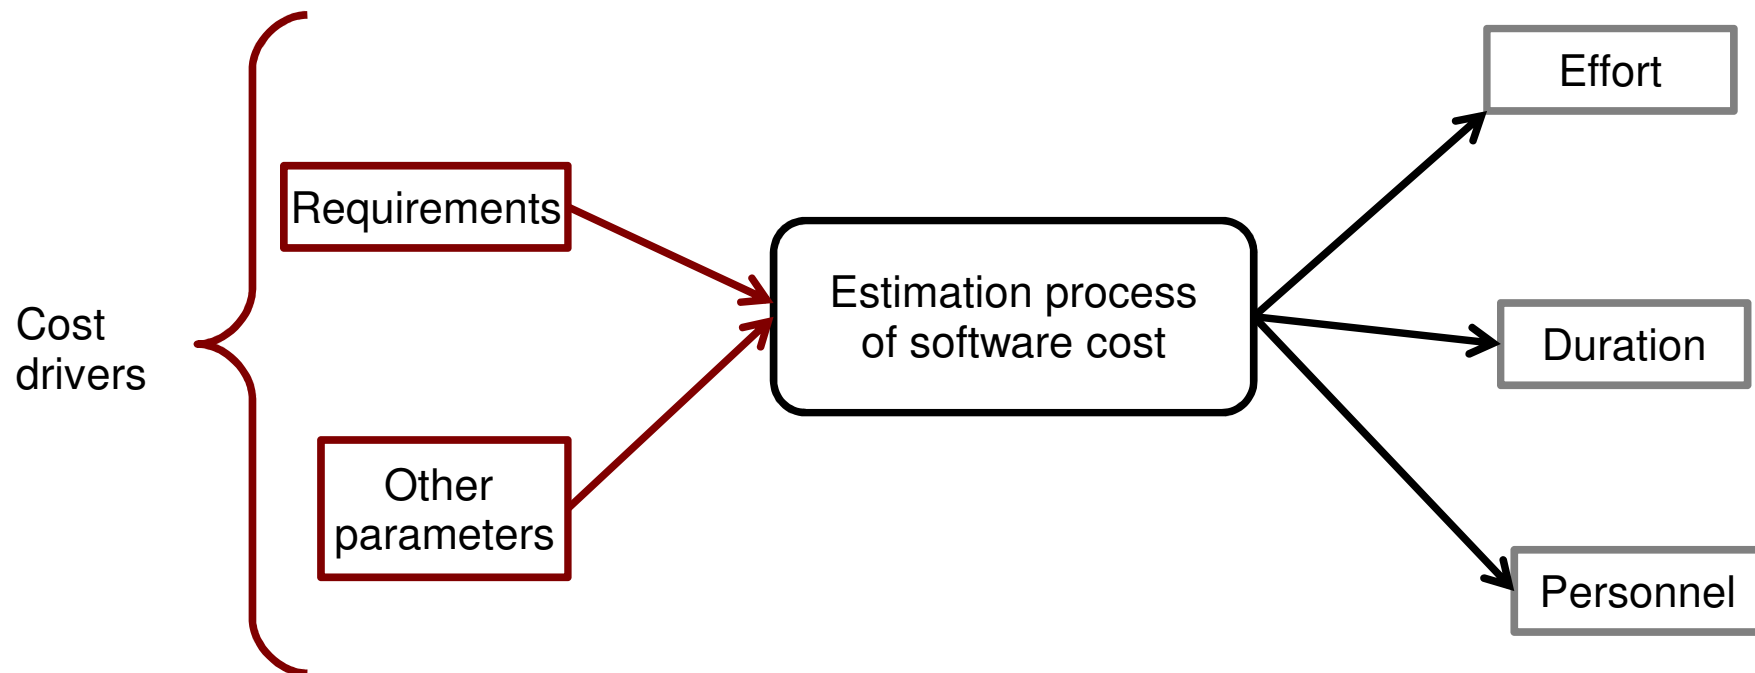 Cost
drivers
Requirements
Other
parameters
Estimation process
of software cost
Effort
Duration
Personnel